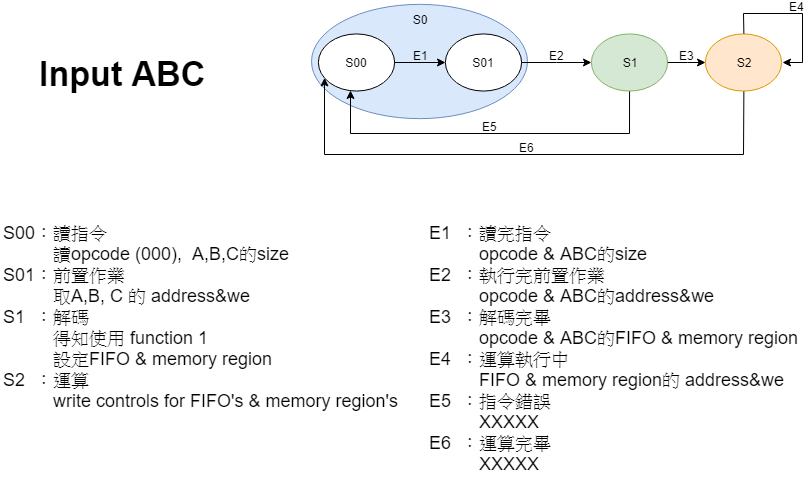 Input ABC
S0
S00
E1
S01
E2
S1
E3
S2
E4
E5
E6
S00：讀指令
讀opcode (000),  A,B,C的size
S01：前置作業
取A,B, C 的 address&we
S1：解碼
得知使用 function 1
設定FIFO & memory region
S2：運算
write controls for FIFO's & memory region's
E1：讀完指令
opcode & ABC的size
E2：執行完前置作業
opcode & ABC的address&we
E3：解碼完畢
opcode & ABC的FIFO & memory region
E4：運算執行中
FIFO & memory region的 address&we
E5：指令錯誤
XXXXX
E6：運算完畢
XXXXX